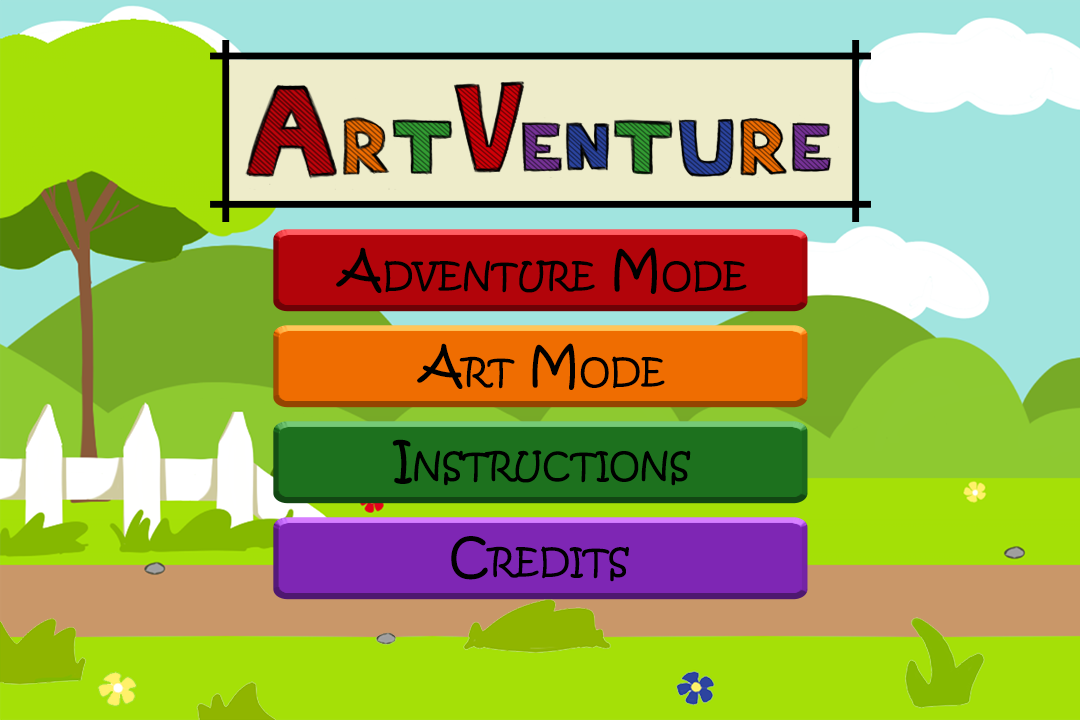 ARTVENTURE
ADVENTURE MODE
ART MODE
INSTRUCTIONS
CREDITS